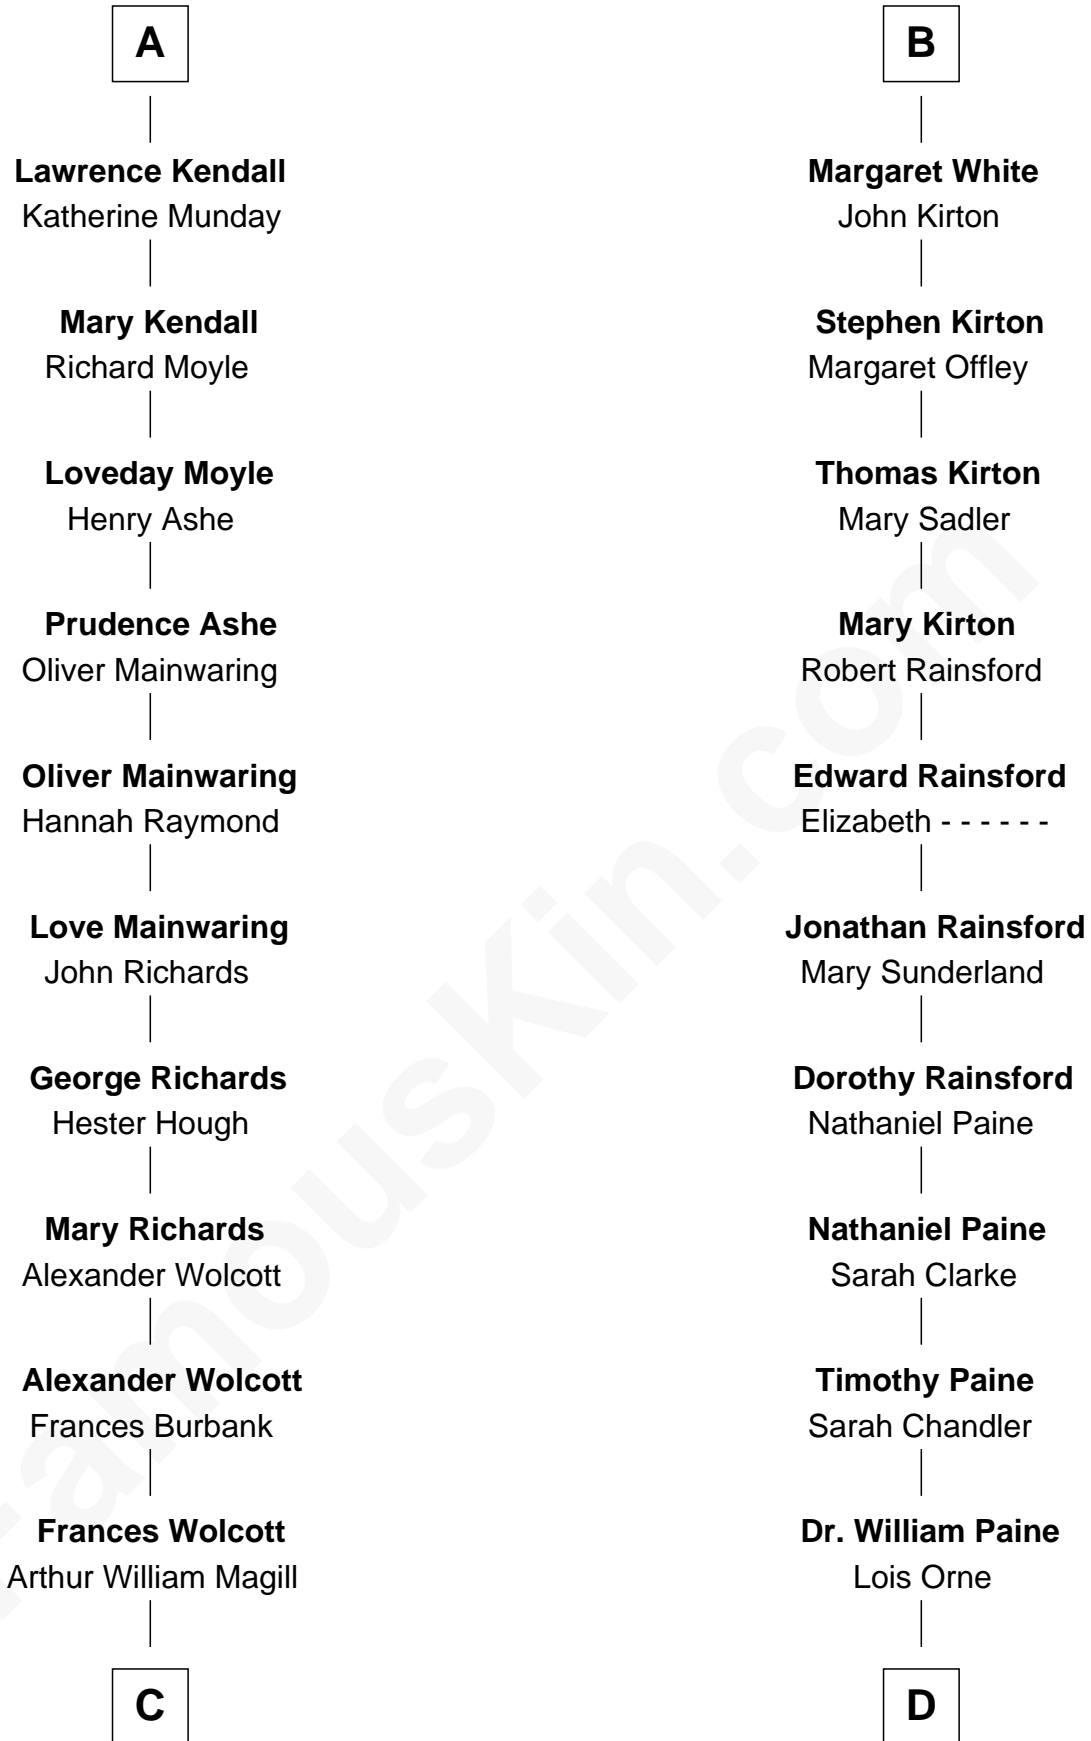 A
Lawrence Kendall
Katherine Munday
Mary Kendall
Richard Moyle
Loveday Moyle
Henry Ashe
Prudence Ashe
Oliver Mainwaring
Oliver Mainwaring
Hannah Raymond
Love Mainwaring
John Richards
George Richards
Hester Hough
Mary Richards
Alexander Wolcott
Alexander Wolcott
Frances Burbank
Frances Wolcott
Arthur William Magill
C
B
Margaret White
John Kirton
Stephen Kirton
Margaret Offley
Thomas Kirton
Mary Sadler
Mary Kirton
Robert Rainsford
Edward Rainsford
Elizabeth - - - - - -
Jonathan Rainsford
Mary Sunderland
Dorothy Rainsford
Nathaniel Paine
Nathaniel Paine
Sarah Clarke
Timothy Paine
Sarah Chandler
Dr. William Paine
Lois Orne
D
FamousKin.com